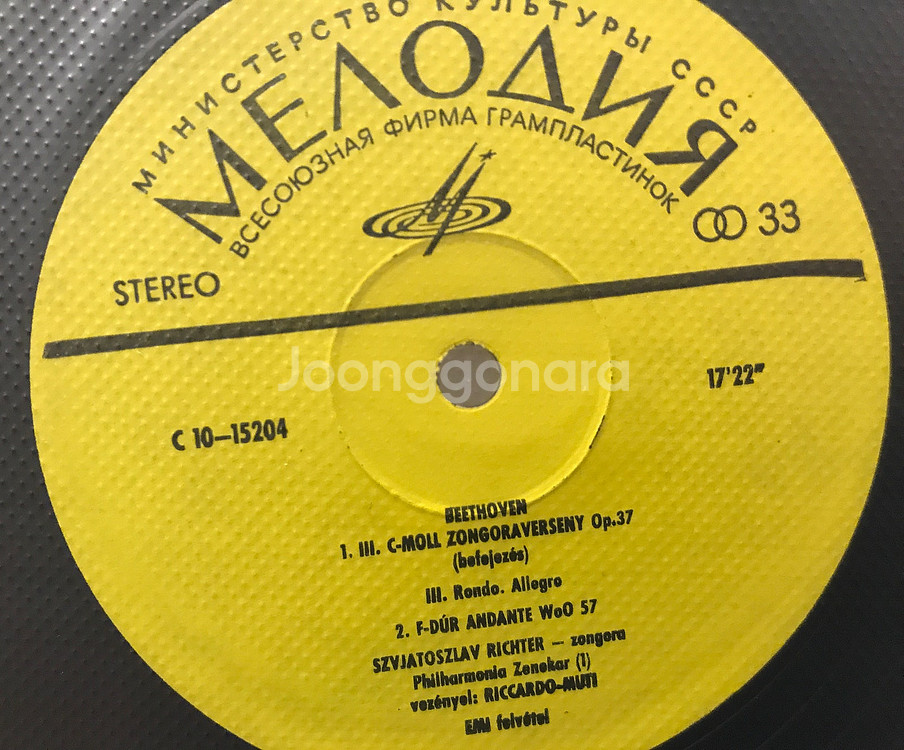 МИНИСТЕРСТВО КУЛЬТУРЫ СССР
МЕЛОДИЯ
ВСЕСОЮЗНАЯ ФИРМА ГРАМПЛАСТИНОК
33
STEREO
Joonggonara
17'22"
C 10—15204
BEETHOVEN
1. III. C-MOLL ZONGORAVERSENY Op.37
(befejezés)
III. Rondo. Allegro
2. F-DÚR ANDANTE WoO 57
SZVJATOSZLAV RICHTER — zongora
Philharmonia Zenekar (1)
vezényel: RICCARDO-MUTI
EMI felvétel